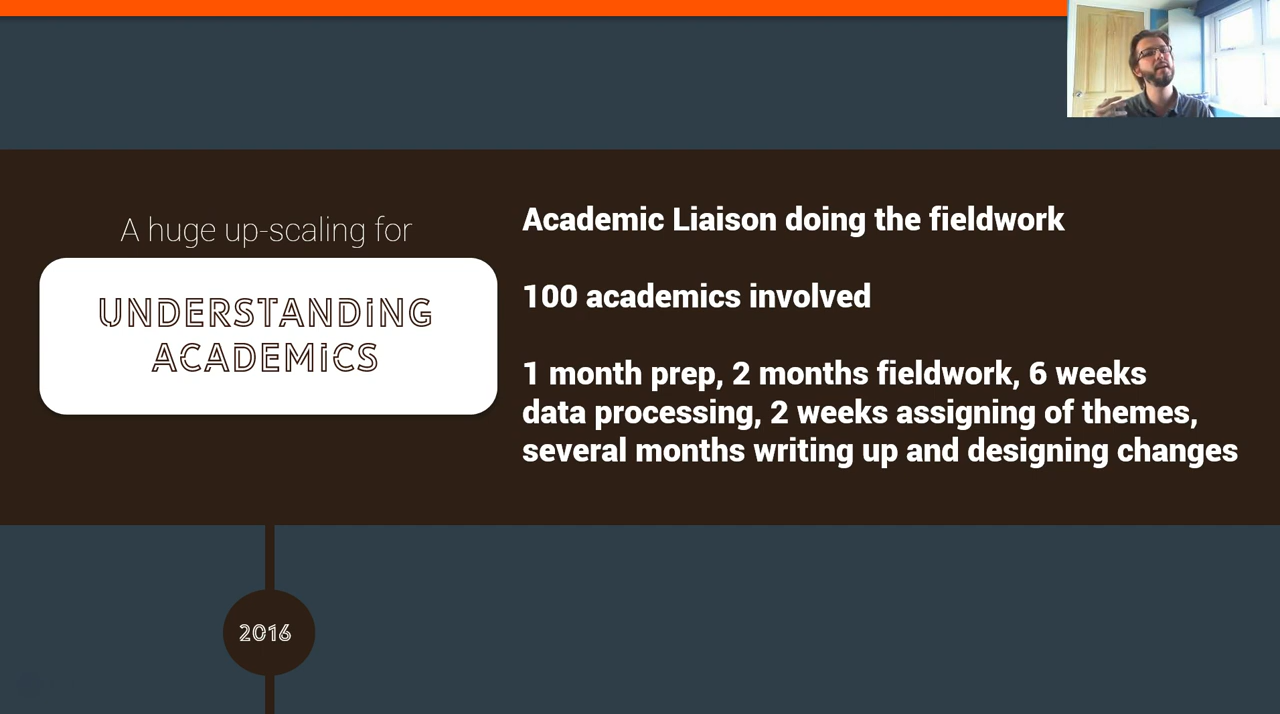 A huge up-scaling for
UNDERSTANDING
ACADEMICS
Academic Liaison doing the fieldwork
100 academics involved
1 month prep, 2 months fieldwork, 6 weeks
data processing, 2 weeks assigning of themes,
several months writing up and designing changes
2016